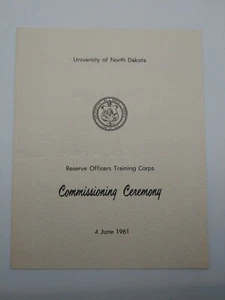 University of North Dakota
Reserve Officers Training Corps
Commissioning Ceremony
4 June 1961